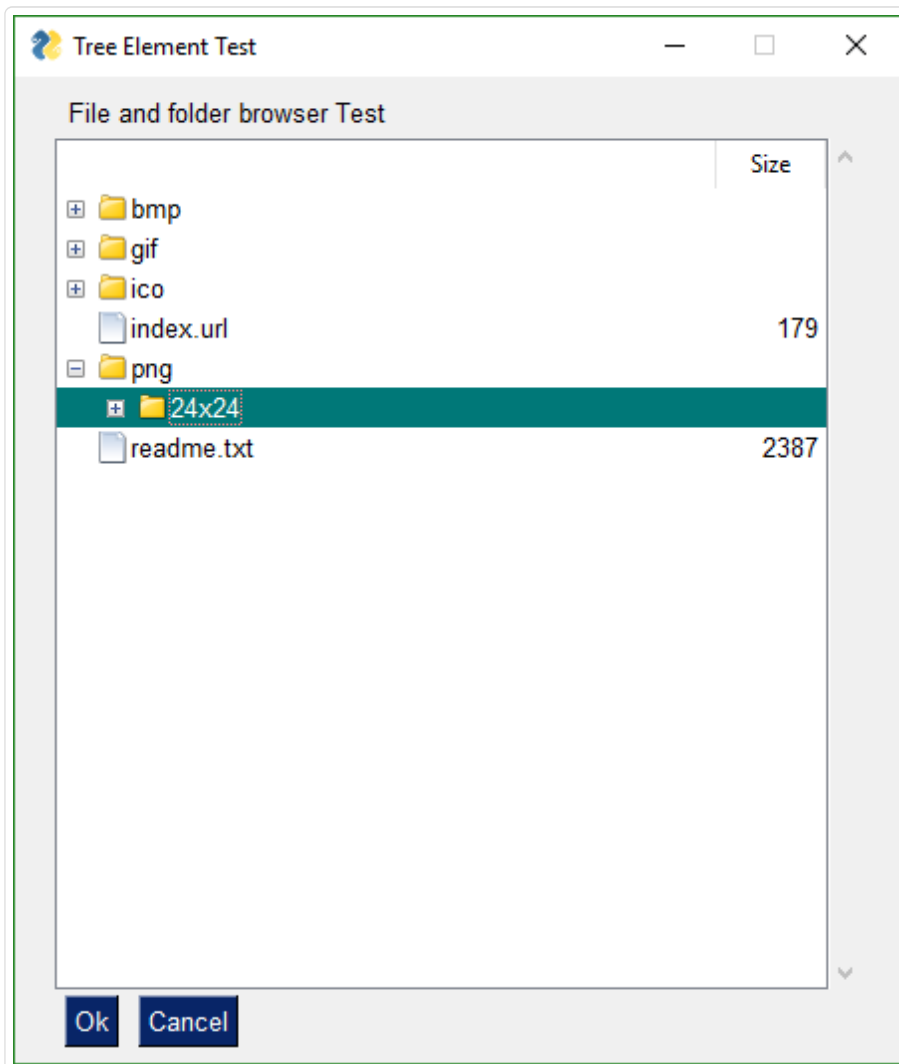 Tree Element Test
File and folder browser Test
Size
bmp
gif
ico
index.url 179
png
24x24
readme.txt 2387
Ok Cancel